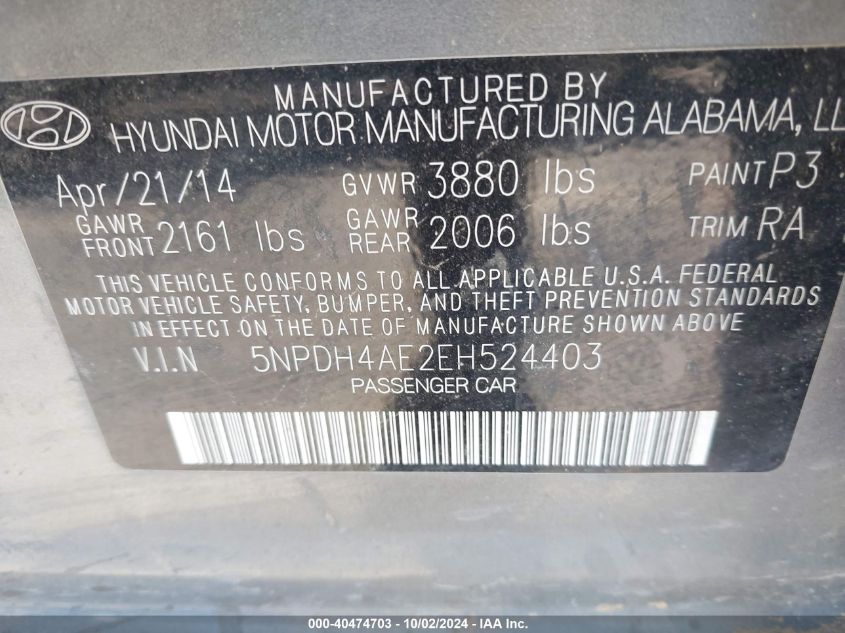 MANUFACTURED BY
HYUNDAI MOTOR MANUFACTURING ALABAMA, LL
Apr/21/14 GVWR 3880 lbs PAINT P3
GAWR FRONT 2161 lbs GAWR REAR 2006 lbs TRIM RA
THIS VEHICLE CONFORMS TO ALL APPLICABLE U.S.A. FEDERAL
MOTOR VEHICLE SAFETY, BUMPER, AND THEFT PREVENTION STANDARDS
IN EFFECT ON THE DATE OF MANUFACTURE SHOWN ABOVE
V.I.N 5NPDH4AE2EH524403
PASSENGER CAR
000-40474703 - 10/02/2024 - IAA Inc.